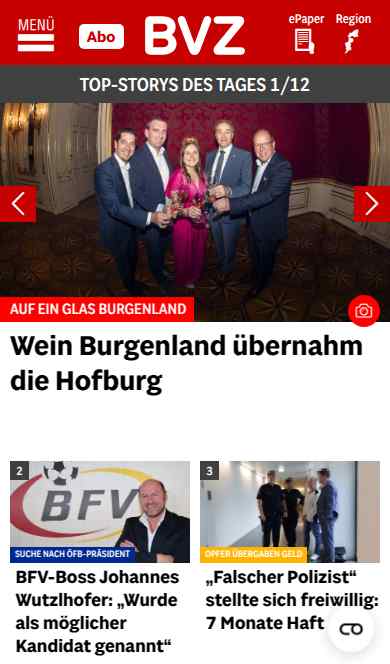 MENÜ
Abo
BVZ
ePaper
Region
TOP-STORYS DES TAGES 1/12
AUF EIN GLAS BURGENLAND
Wein Burgenland übernahm
die Hofburg
2
BFV
SUCHE NACH ÖFB-PRÄSIDENT
BFV-Boss Johannes
Wutzlhofer: „Wurde
als möglicher
Kandidat genannt“
3
OPFER ÜBERGABEN GELD
„Falscher Polizist“
stellte sich freiwillig:
7 Monate Haft